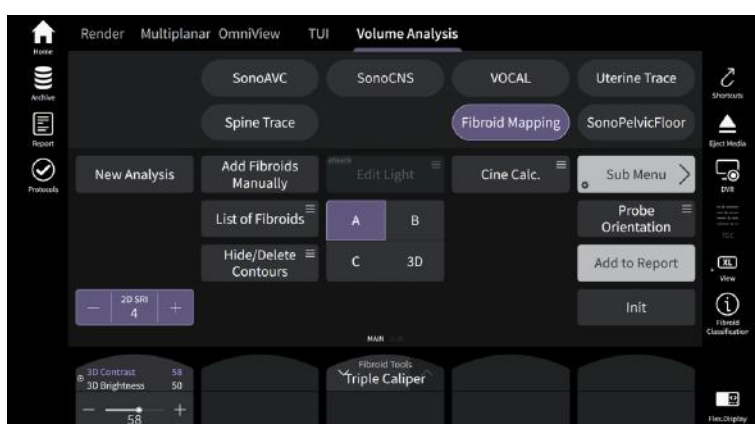 Render Multiplanar OmniView TUI Volume Analysis
Home
Archive
Report
Protocols
SonoAVC SonoCNS VOCAL Uterine Trace
Spine Trace Fibroid Mapping SonoPelvicFloor
New Analysis
Add Fibroids
Manually
Edit Light
Cine Calc.
Sub Menu
List of Fibroids
A B
Probe
Orientation
Hide/Delete
Contours
C 3D
Add to Report
2D SRI
4
Init
MAIN
3D Contrast 58
3D Brightness 50
58
Fibroid Tools
Triple Caliper
Shortcuts
Eject Media
DVR
TGC
XL
View
Fibroid
Classification
Flex.Display